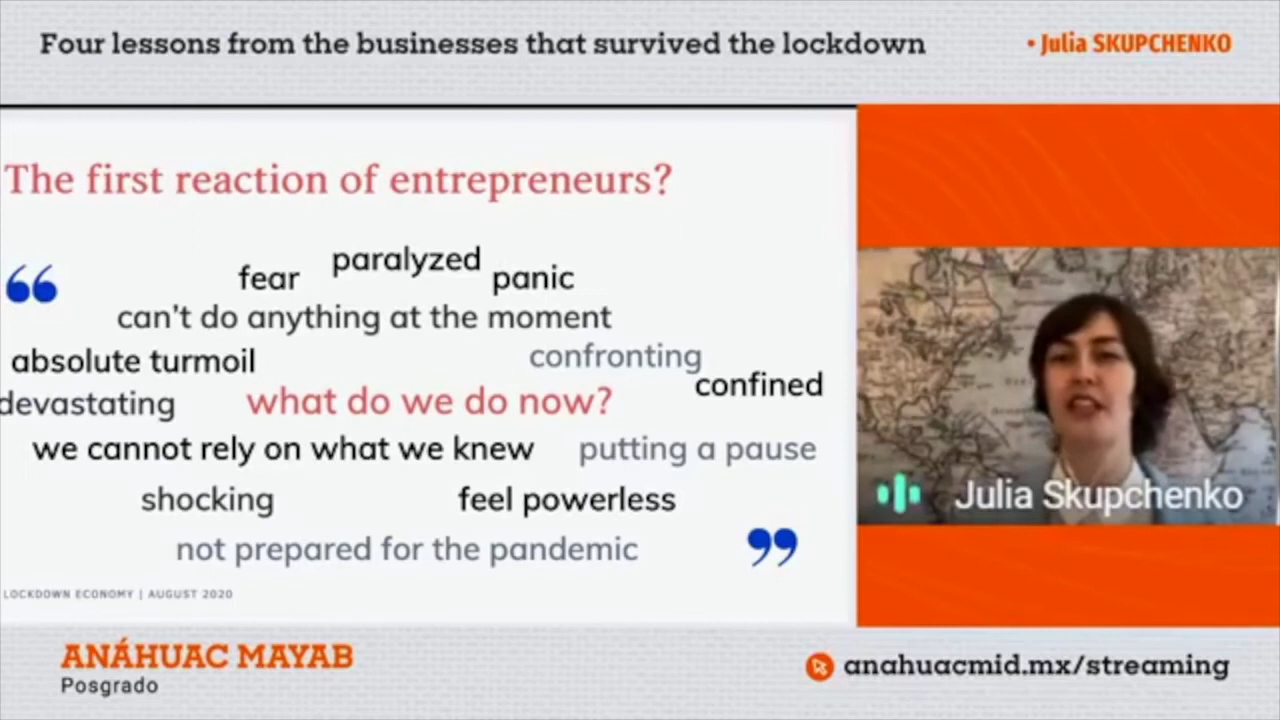 Four lessons from the businesses that survived the lockdown
• Julia SKUPCHENKO
The first reaction of entrepreneurs?
“
fear paralyzed panic
can't do anything at the moment
absolute turmoil confronting
confined
devastating what do we do now?
we cannot rely on what we knew putting a pause
shocking feel powerless
not prepared for the pandemic ”
LOCKDOWN ECONOMY | AUGUST 2020
Julia Skupchenko
ANÁHUAC MAYAB
Posgrado
anahuacmid.mx/streaming